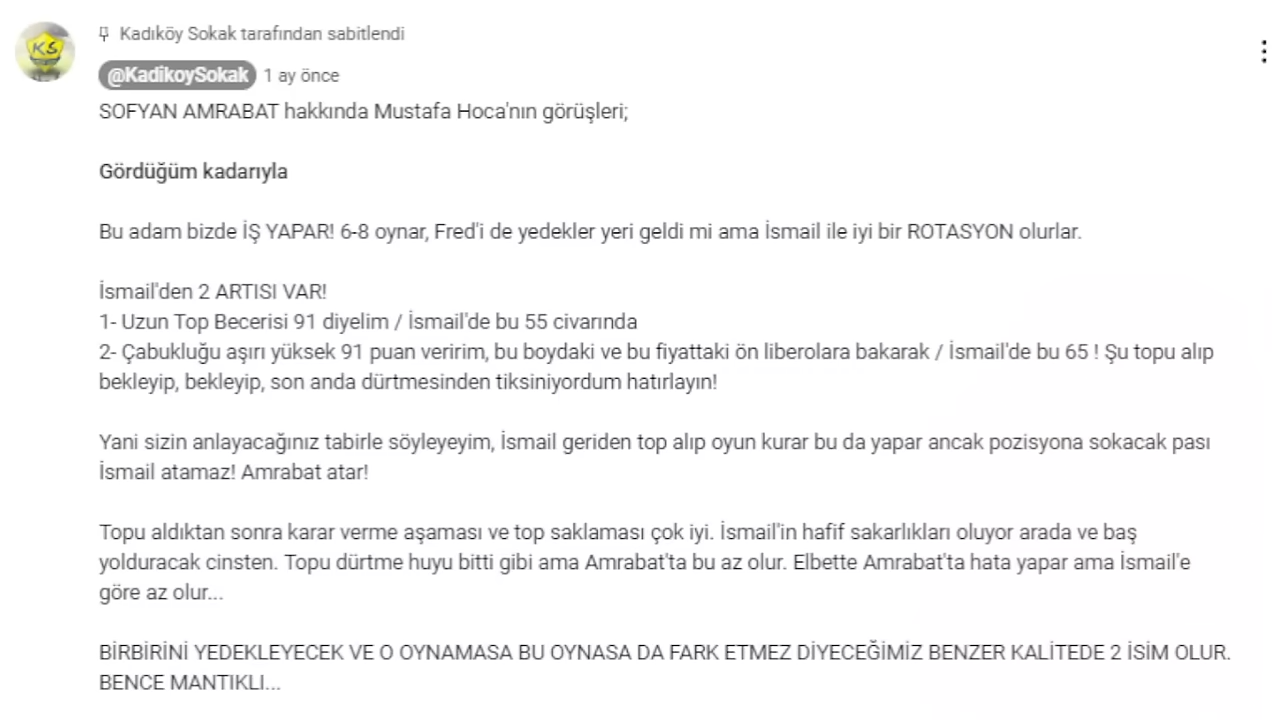 Kadıköy Sokak tarafından sabitlendi
KS
@KadikoySokak 1 ay önce
SOFYAN AMRABAT hakkında Mustafa Hoca'nın görüşleri;
Gördüğüm kadarıyla
Bu adam bizde İŞ YAPAR! 6-8 oynar, Fred'i de yedekler yeri geldi mi ama İsmail ile iyi bir ROTASYON olurlar.
İsmail'den 2 ARTISI VAR!
1- Uzun Top Becerisi 91 diyelim / İsmail'de bu 55 civarında
2- Çabukluğu aşırı yüksek 91 puan veririm, bu boydaki ve bu fiyattaki ön liberolara bakarak / İsmail'de bu 65 ! Şu topu alıp
bekleyip, bekleyip, son anda dürtmesinden tiksiniyordum hatırlayın!
Yani sizin anlayacağınız tabirle söyleyeyim, İsmail geriden top alıp oyun kurar bu da yapar ancak pozisyona sokacak pası
İsmail atamaz! Amrabat atar!
Topu aldıktan sonra karar verme aşaması ve top saklaması çok iyi. İsmail'in hafif sakarlıkları oluyor arada ve baş
yolduracak cinsten. Topu dürtme huyu bitti gibi ama Amrabat'ta bu az olur. Elbette Amrabat'ta hata yapar ama İsmail'e
göre az olur...
BİRBİRİNİ YEDEKLEYECEK VE O OYNAMASA BU OYNASA DA FARK ETMEZ DİYECEĞİMİZ BENZER KALİTEDE 2 İSİM OLUR.
BENCE MANTIKLI...